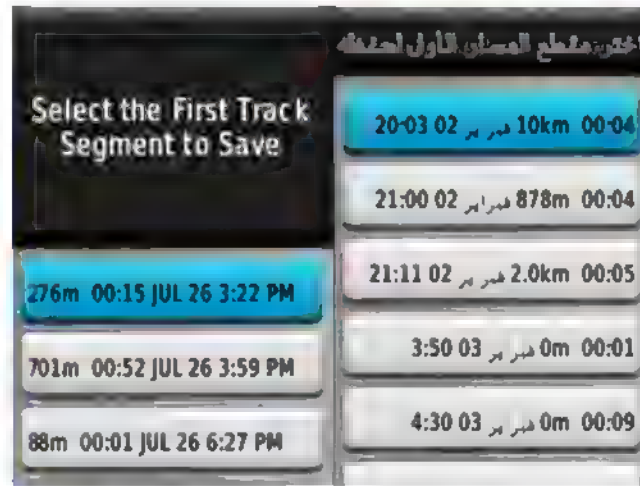 Select the First Track
Segment to Save
276m 00:15 JUL 26 3:22 PM
701m 00:52 JUL 26 3:59 PM
88m 00:01 JUL 26 6:27 PM
اختر مقطع المسار الأول لحفظه
20:03 02 فبراير 10km 00:04
21:00 02 فبراير 878m 00:04
21:11 02 فبراير 2.0km 00:05
3:50 03 فبراير 0m 00:01
4:30 03 فبراير 0m 00:09